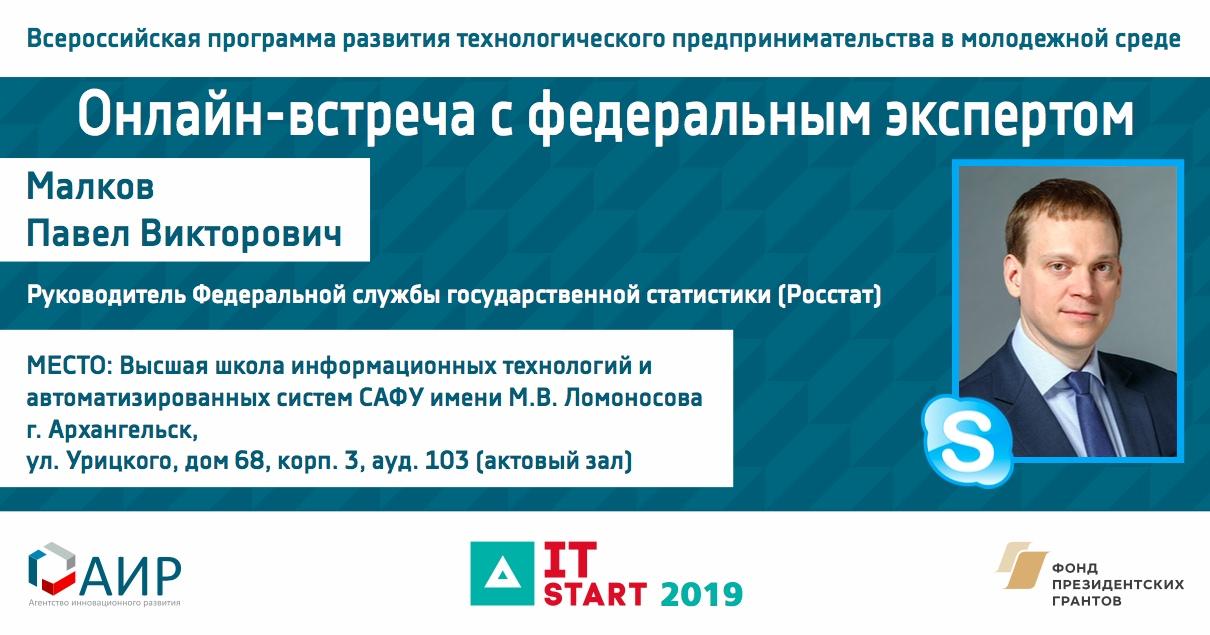 Всероссийская программа развития технологического предпринимательства в молодежной среде
Онлайн-встреча с федеральным экспертом
Малков
Павел Викторович
Руководитель Федеральной службы государственной статистики (Росстат)
МЕСТО: Высшая школа информационных технологий и
автоматизированных систем САФУ имени М.В. Ломоносова
г. Архангельск,
ул. Урицкого, дом 68, корп. 3, ауд. 103 (актовый зал)
S
АИР
Агентство инновационного развития
IT
START 2019
ФОНД
ПРЕЗИДЕНТСКИХ
ГРАНТОВ